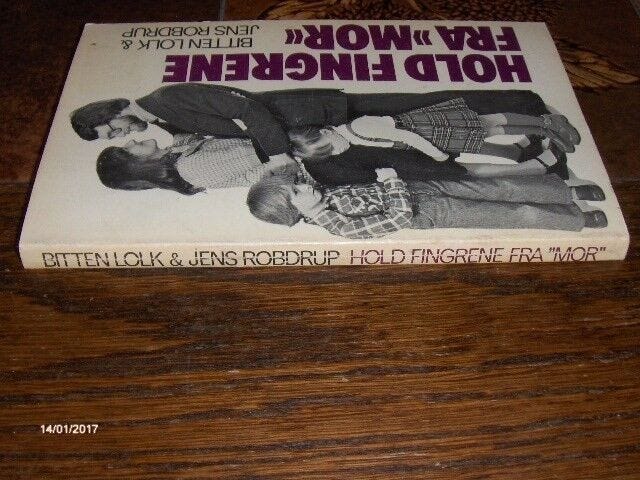 HOLD FINGRENE
FRA »MOR«
BITTEN LOLK &
JENS ROBDRUP
BITTEN LOLK & JENS ROBDRUP HOLD FINGRENE FRA "MOR"
14/01/2017